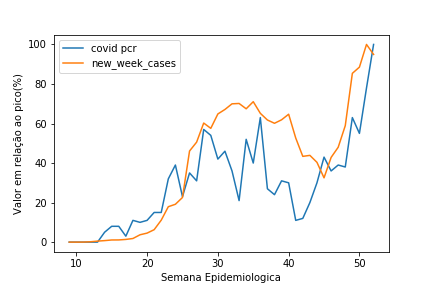 covid pcr
new_week_cases
Valor em relação ao pico(%)
100
80
60
40
20
0
10
20
30
40
50
Semana Epidemiologica